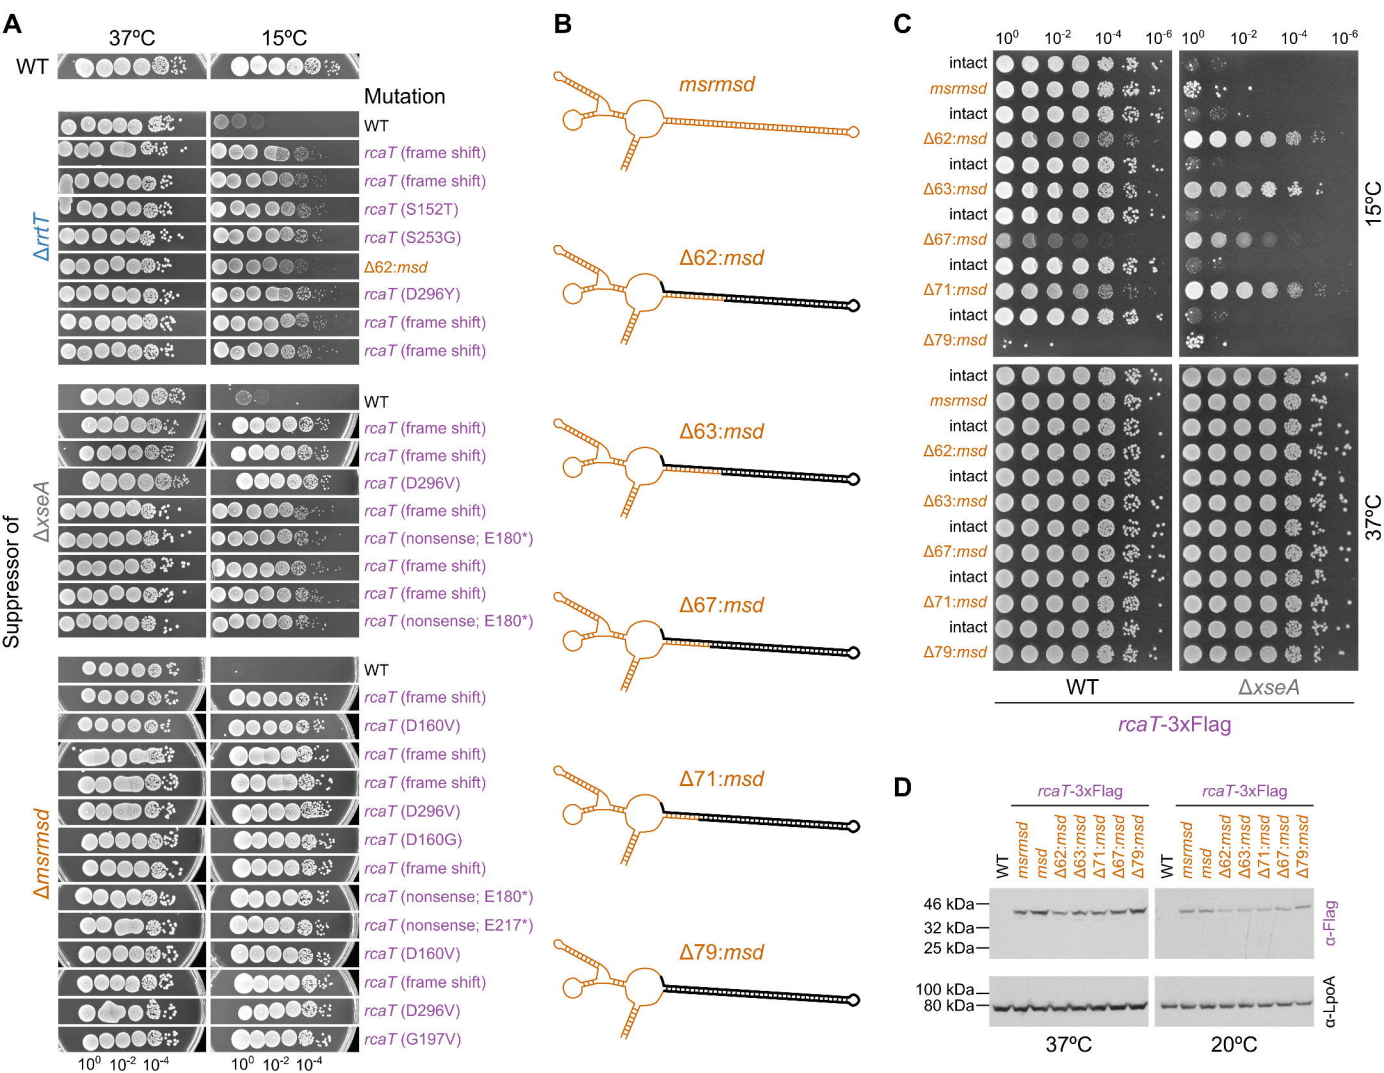 A
37ºC 15ºC
WT
Mutation
WT
rcaT (frame shift)
rcaT (frame shift)
rcaT (S152T)
rcaT (S253G)
Δ62:msd
rcaT (D296Y)
rcaT (frame shift)
rcaT (frame shift)
ΔrrtT
WT
rcaT (frame shift)
rcaT (frame shift)
rcaT (D296V)
rcaT (frame shift)
rcaT (nonsense; E180*)
rcaT (frame shift)
rcaT (frame shift)
rcaT (nonsense; E180*)
ΔxseA
Suppressor of
WT
rcaT (frame shift)
rcaT (D160V)
rcaT (frame shift)
rcaT (frame shift)
rcaT (D296V)
rcaT (D160G)
rcaT (frame shift)
rcaT (nonsense; E180*)
rcaT (nonsense; E217*)
rcaT (D160V)
rcaT (frame shift)
rcaT (D296V)
rcaT (G197V)
Δmsrmsd
10⁰ 10⁻² 10⁻⁴ 10⁰ 10⁻² 10⁻⁴
B
msrmsd
Δ62:msd
Δ63:msd
Δ67:msd
Δ71:msd
Δ79:msd
C
10⁰ 10⁻² 10⁻⁴ 10⁻⁶ 10⁰ 10⁻² 10⁻⁴ 10⁻⁶
intact
msrmsd
intact
Δ62:msd
intact
Δ63:msd
intact
Δ67:msd
intact
Δ71:msd
intact
Δ79:msd
15ºC
intact
msrmsd
intact
Δ62:msd
intact
Δ63:msd
intact
Δ67:msd
intact
Δ71:msd
intact
Δ79:msd
37ºC
WT ΔxseA
rcaT-3xFlag
D
rcaT-3xFlag rcaT-3xFlag
WT msrmsd msd Δ62:msd Δ63:msd Δ71:msd Δ67:msd Δ79:msd WT msrmsd msd Δ62:msd Δ63:msd Δ71:msd Δ67:msd Δ79:msd
46 kDa
32 kDa
25 kDa
α-Flag
100 kDa
80 kDa
α-LpoA
37ºC 20ºC